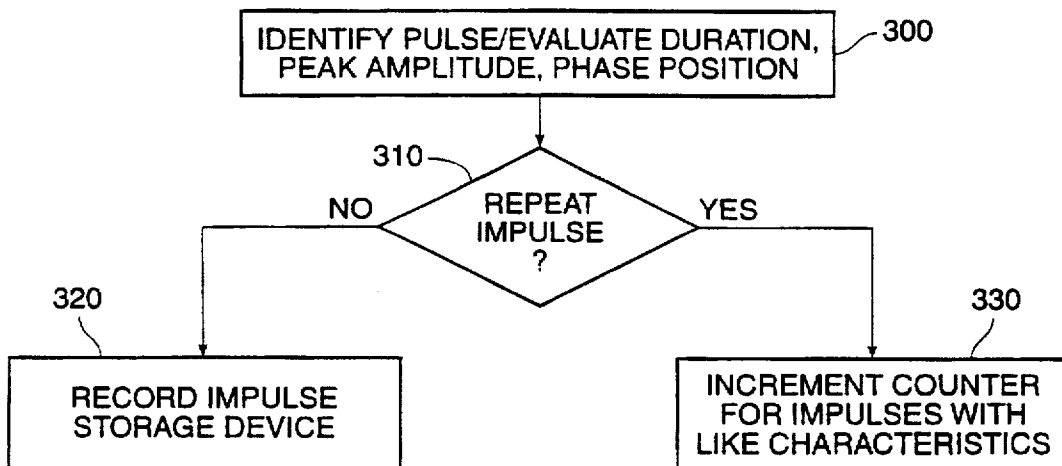 IDENTIFY PULSE/EVALUATE DURATION,
PEAK AMPLITUDE, PHASE POSITION
300
310
REPEAT
IMPULSE
?
NO
YES
320
RECORD IMPULSE
STORAGE DEVICE
330
INCREMENT COUNTER
FOR IMPULSES WITH
LIKE CHARACTERISTICS